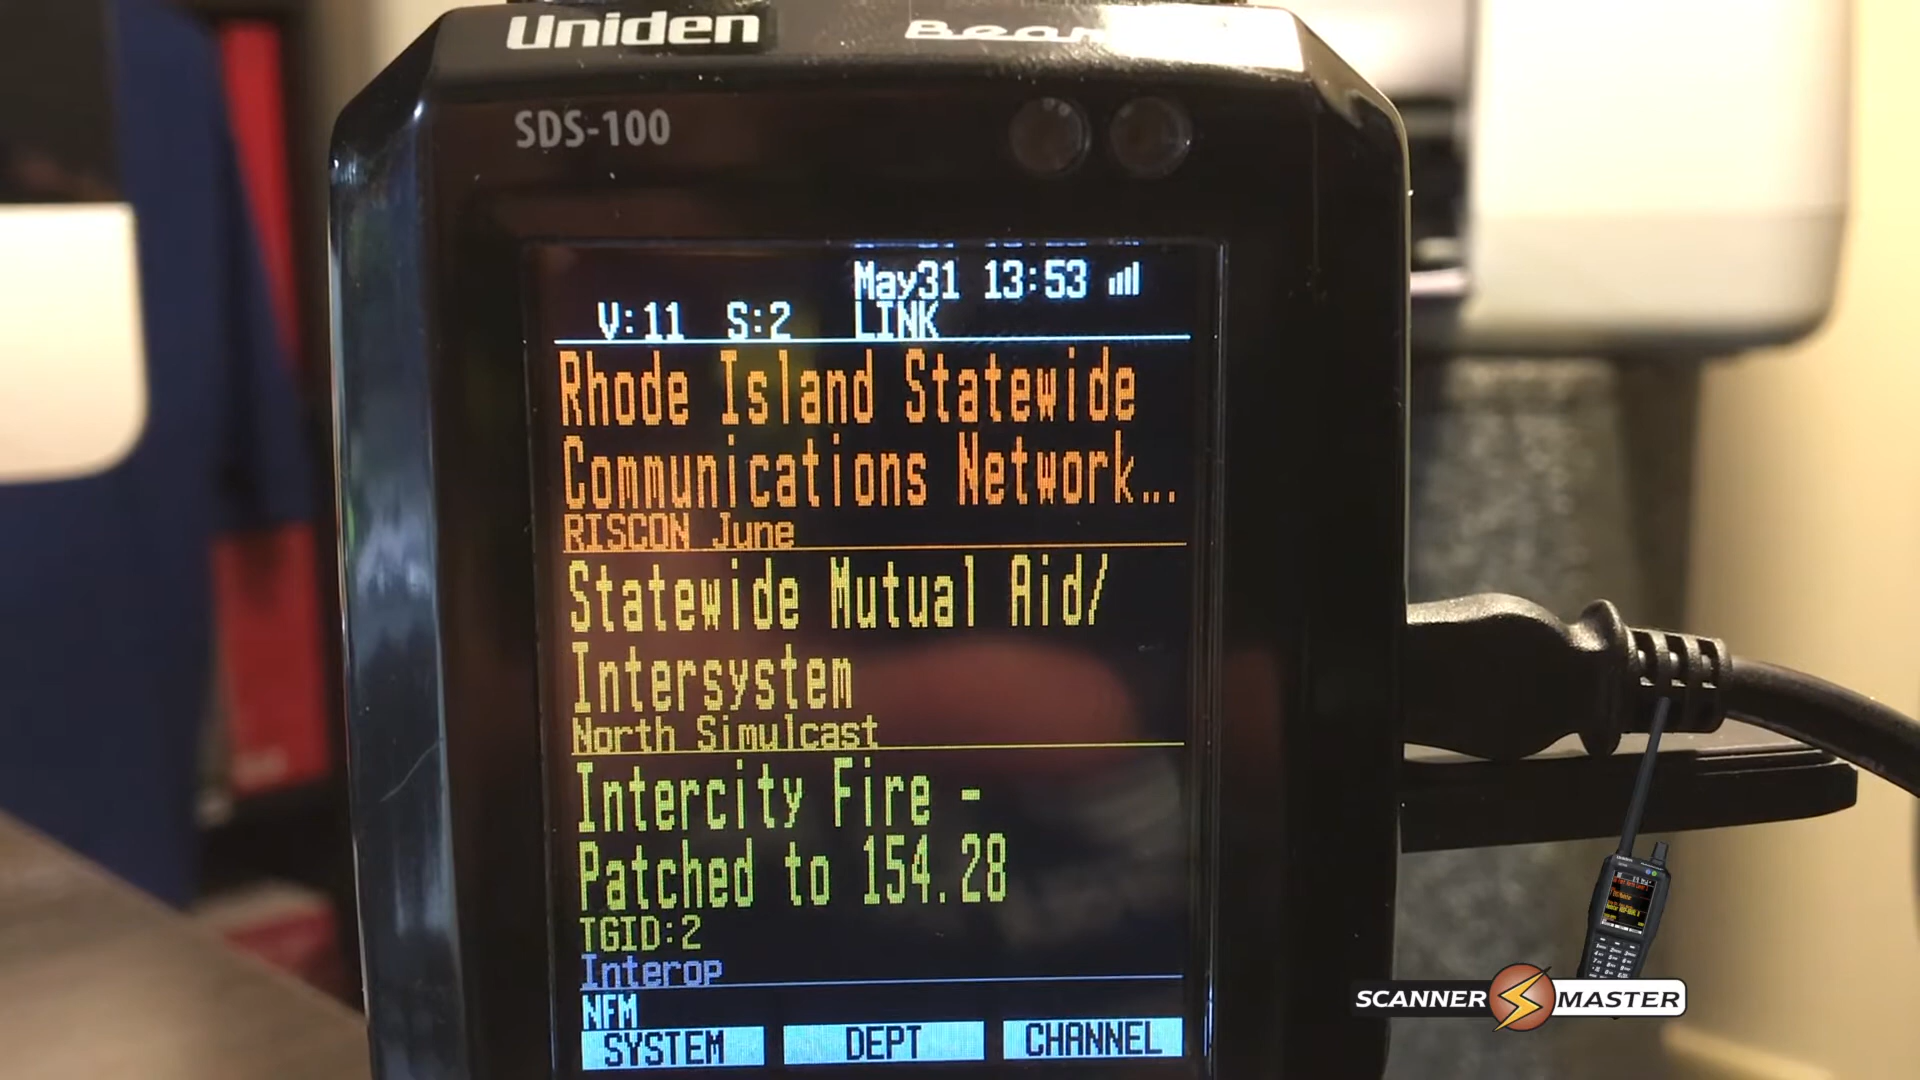 Uniden Bear
SDS-100
May31 13:53
V:11 S:2 LINK
Rhode Island Statewide
Communications Network...
RISCON June
Statewide Mutual Aid/
Intersystem
North Simulcast
Intercity Fire -
Patched to 154.28
TGID:2
Interop
NFM
SYSTEM DEPT CHANNEL
SCANNER MASTER